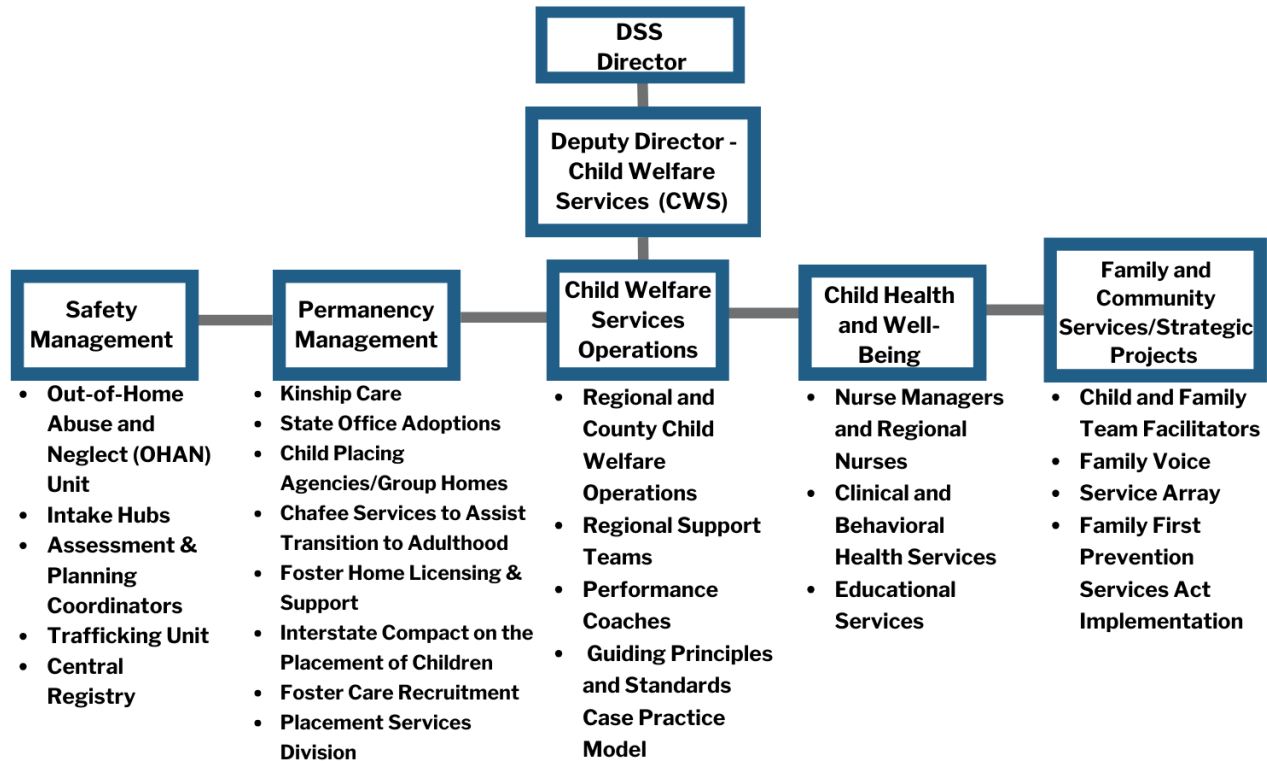 DSS
Director
Deputy Director -
Child Welfare
Services (CWS)
Safety
Management
• Out-of-Home
Abuse and
Neglect (OHAN)
Unit
• Intake Hubs
• Assessment &
Planning
Coordinators
• Trafficking Unit
• Central
Registry
Permanency
Management
• Kinship Care
• State Office Adoptions
• Child Placing
Agencies/Group Homes
• Chafee Services to Assist
Transition to Adulthood
• Foster Home Licensing &
Support
• Interstate Compact on the
Placement of Children
• Foster Care Recruitment
• Placement Services
Division
Child Welfare
Services
Operations
• Regional and
County Child
Welfare
Operations
• Regional Support
Teams
• Performance
Coaches
• Guiding Principles
and Standards
Case Practice
Model
Child Health
and Well-
Being
• Nurse Managers
and Regional
Nurses
• Clinical and
Behavioral
Health Services
• Educational
Services
Family and
Community
Services/Strategic
Projects
• Child and Family
Team Facilitators
• Family Voice
• Service Array
• Family First
Prevention
Services Act
Implementation